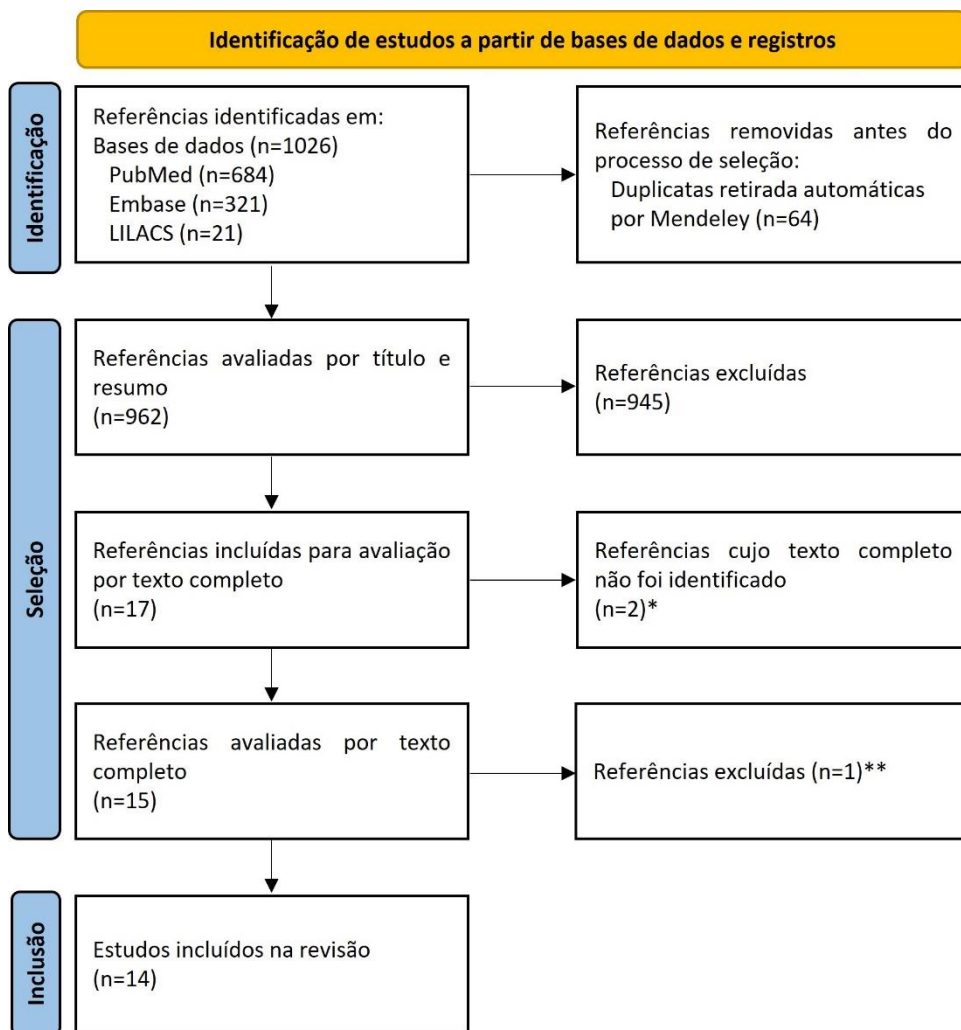 Identificação de estudos a partir de bases de dados e registros
Identificação
Referências identificadas em:
Bases de dados (n=1026)
PubMed (n=684)
Embase (n=321)
LILACS (n=21)
Referências removidas antes do
processo de seleção:
Duplicatas retirada automáticas
por Mendeley (n=64)
Seleção
Referências avaliadas por título e
resumo
(n=962)
Referências excluídas
(n=945)
Referências incluídas para avaliação
por texto completo
(n=17)
Referências cujo texto completo
não foi identificado
(n=2)*
Referências avaliadas por texto
completo
(n=15)
Referências excluídas (n=1)**
Inclusão
Estudos incluídos na revisão
(n=14)